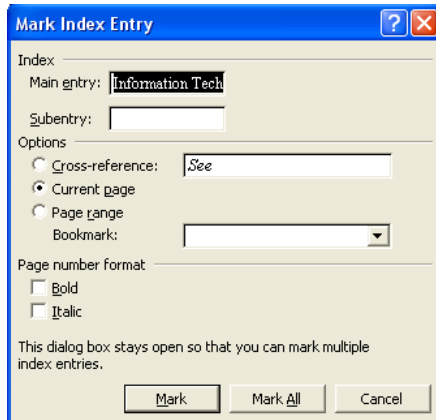 Mark Index Entry
Index
Main entry: Information Tech
Subentry:
Options
Cross-reference: See
Current page
Page range
Bookmark:
Page number format
Bold
Italic
This dialog box stays open so that you can mark multiple
index entries.
Mark Mark All Cancel